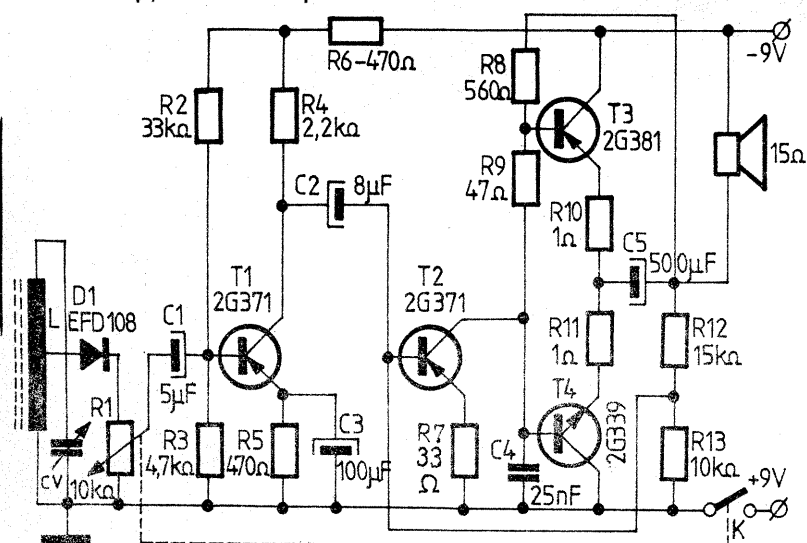 -9V
R6-470Ω
R2
33kΩ
R4
2,2kΩ
R8
560Ω
T3
2G381
15Ω
C2
8µF
R9
47Ω
R10
1Ω
C5
500µF
D1
EFD108
L
C1
5µF
T1
2G371
T2
2G371
R11
1Ω
R12
15kΩ
R1
10kΩ
CV
R3
4,7kΩ
R5
470Ω
C3
100µF
R7
33
Ω
C4
25nF
T4
2G339
R13
10kΩ
+9V
K